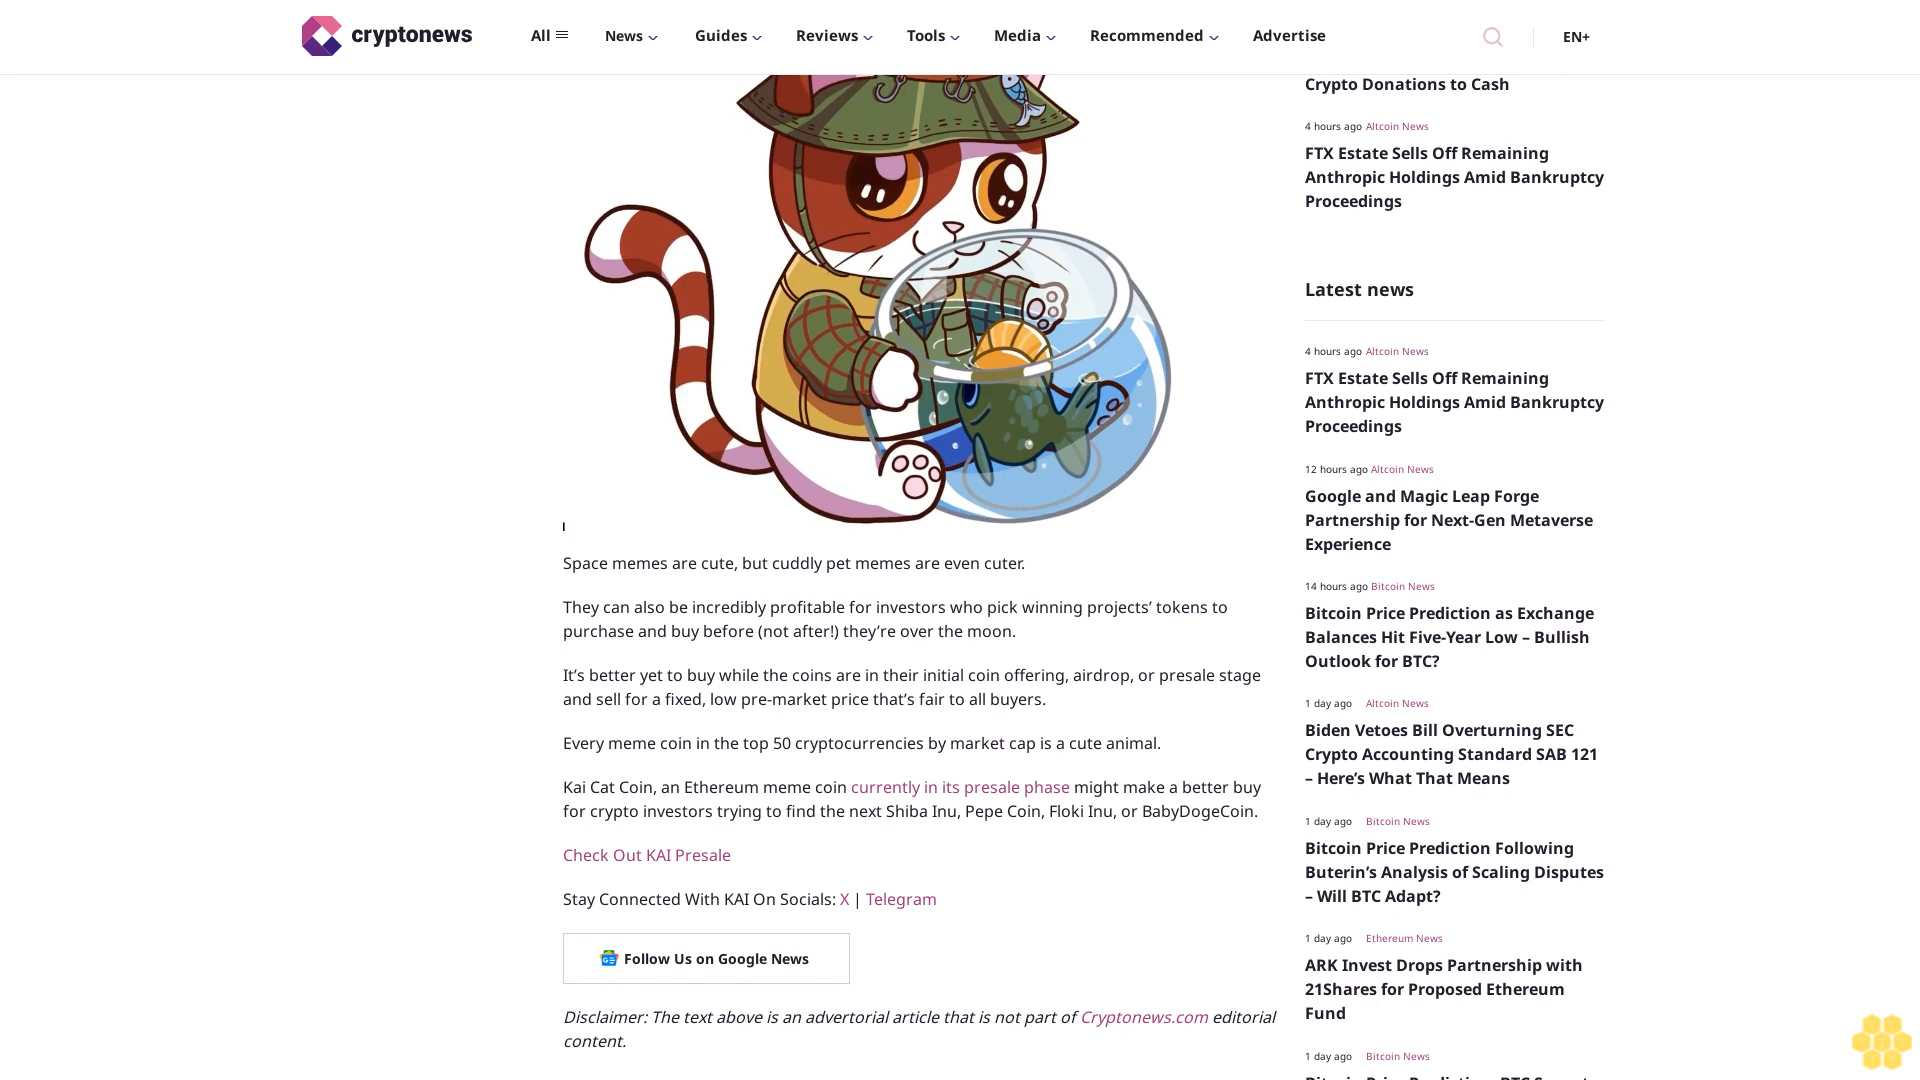 cryptonews
All
News
Guides
Reviews
Tools
Media
Recommended
Advertise
EN+
Space memes are cute, but cuddly pet memes are even cuter.
They can also be incredibly profitable for investors who pick winning projects’ tokens to
purchase and buy before (not after!) they’re over the moon.
It’s better yet to buy while the coins are in their initial coin offering, airdrop, or presale stage
and sell for a fixed, low pre-market price that’s fair to all buyers.
Every meme coin in the top 50 cryptocurrencies by market cap is a cute animal.
Kai Cat Coin, an Ethereum meme coin currently in its presale phase might make a better buy
for crypto investors trying to find the next Shiba Inu, Pepe Coin, Floki Inu, or BabyDogeCoin.
Check Out KAI Presale
Stay Connected With KAI On Socials: X | Telegram
Follow Us on Google News
Disclaimer: The text above is an advertorial article that is not part of Cryptonews.com editorial
content.
Crypto Donations to Cash
4 hours ago Altcoin News
FTX Estate Sells Off Remaining
Anthropic Holdings Amid Bankruptcy
Proceedings
Latest news
4 hours ago Altcoin News
FTX Estate Sells Off Remaining
Anthropic Holdings Amid Bankruptcy
Proceedings
12 hours ago Altcoin News
Google and Magic Leap Forge
Partnership for Next-Gen Metaverse
Experience
14 hours ago Bitcoin News
Bitcoin Price Prediction as Exchange
Balances Hit Five-Year Low – Bullish
Outlook for BTC?
1 day ago Altcoin News
Biden Vetoes Bill Overturning SEC
Crypto Accounting Standard SAB 121
– Here’s What That Means
1 day ago Bitcoin News
Bitcoin Price Prediction Following
Buterin’s Analysis of Scaling Disputes
– Will BTC Adapt?
1 day ago Ethereum News
ARK Invest Drops Partnership with
21Shares for Proposed Ethereum
Fund
1 day ago Bitcoin News